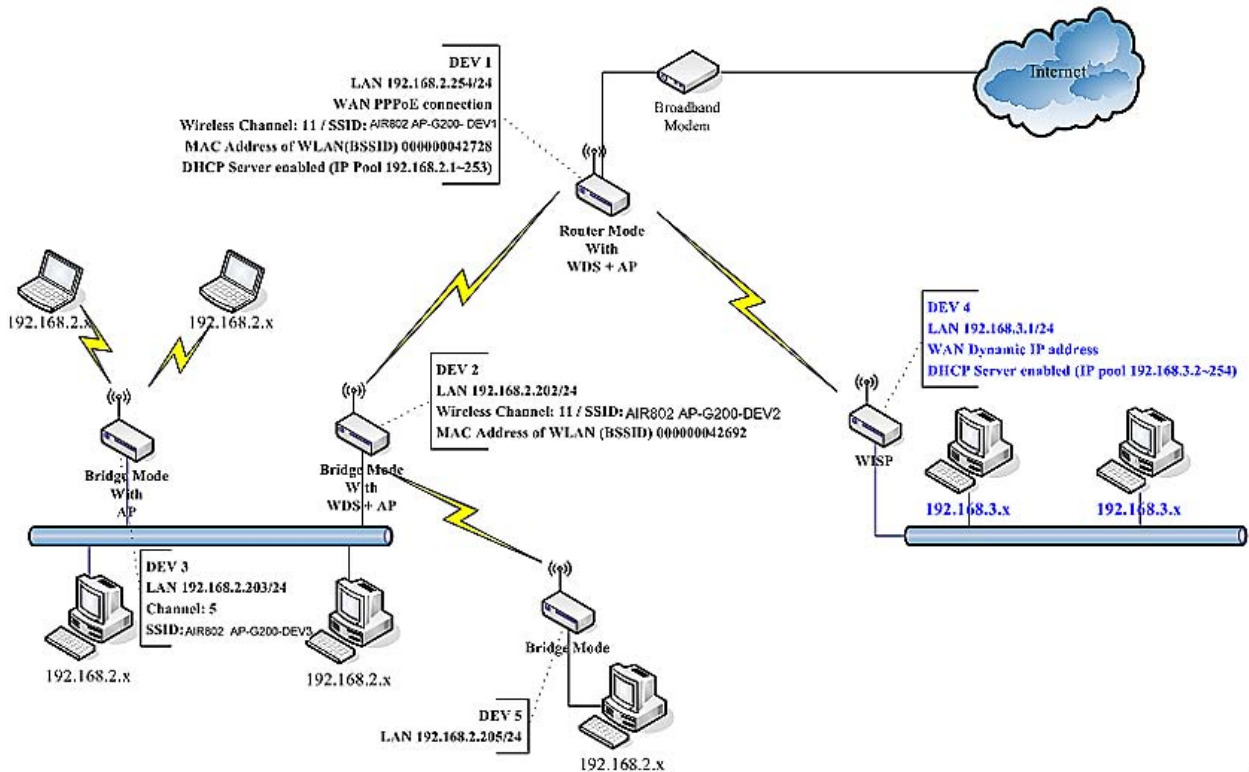 DEV 1
LAN 192.168.2.254/24
WAN PPPoE connection
Wireless Channel: 11 / SSID: AIR802 AP-G200- DEV1
MAC Address of WLAN(BSSID) 000000042728
DHCP Server enabled (IP Pool 192.168.2.1~253)
Broadband
Modem
Internet
Router Mode
With
WDS + AP
192.168.2.x
192.168.2.x
DEV 2
LAN 192.168.2.202/24
Wireless Channel: 11 / SSID: AIR802 AP-G200-DEV2
MAC Address of WLAN (BSSID) 000000042692
DEV 4
LAN 192.168.3.1/24
WAN Dynamic IP address
DHCP Server enabled (IP pool 192.168.3.2~254)
Bridge Mode
With
AP
Bridge Mode
With
WDS + AP
WISP
192.168.3.x
192.168.3.x
DEV 3
LAN 192.168.2.203/24
Channel: 5
SSID: AIR802 AP-G200-DEV3
192.168.2.x
192.168.2.x
Bridge Mode
DEV 5
LAN 192.168.2.205/24
192.168.2.x